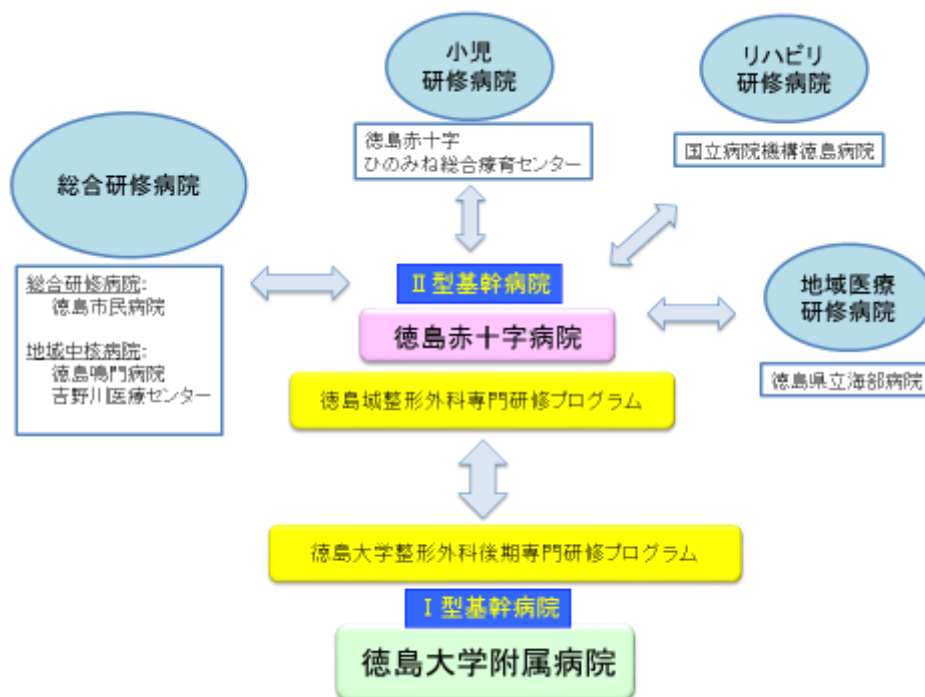 小児
研修病院
徳島赤十字
ひのみね総合療育センター
リハビリ
研修病院
国立病院機構徳島病院
総合研修病院
総合研修病院:
徳島市民病院
地域中核病院:
徳島鳴門病院
吉野川医療センター
Ⅱ型基幹病院
徳島赤十字病院
徳島城整形外科専門研修プログラム
地域医療
研修病院
徳島県立海部病院
徳島大学整形外科後期専門研修プログラム
Ⅰ型基幹病院
徳島大学附属病院